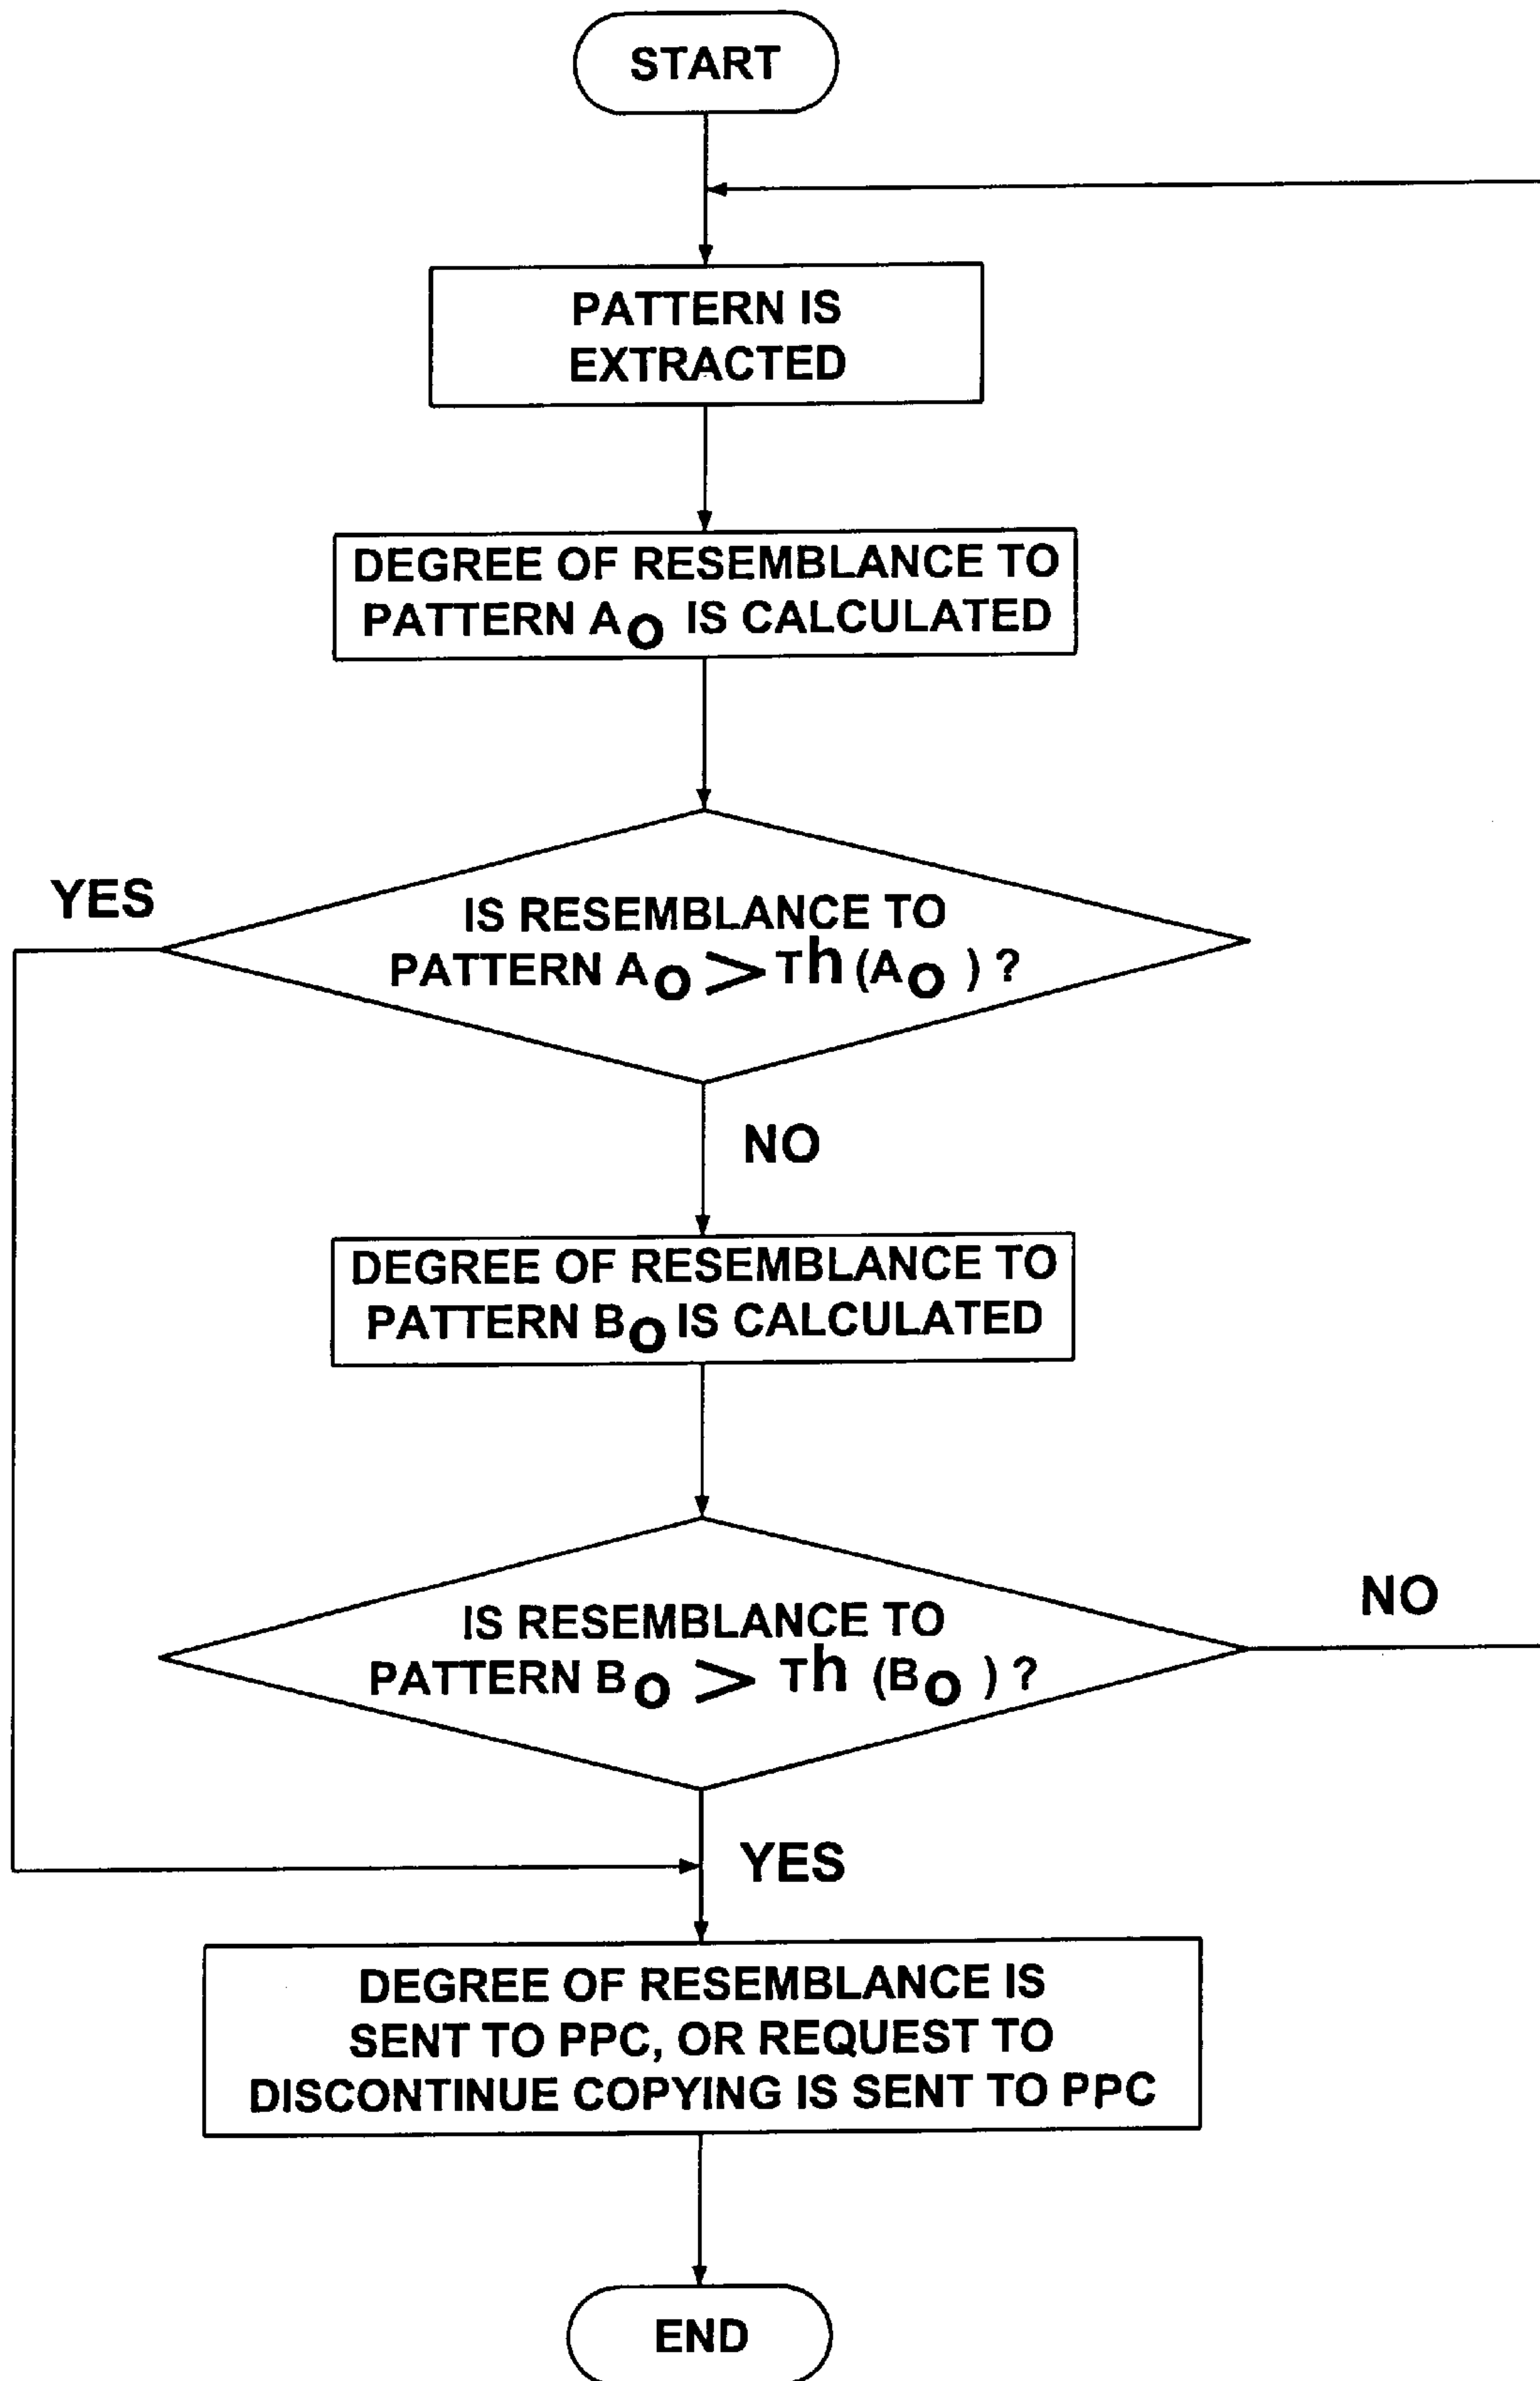 START
PATTERN IS
EXTRACTED
DEGREE OF RESEMBLANCE TO
PATTERN Ao IS CALCULATED
YES
IS RESEMBLANCE TO
PATTERN Ao > Th (Ao ) ?
NO
DEGREE OF RESEMBLANCE TO
PATTERN Bo IS CALCULATED
IS RESEMBLANCE TO
PATTERN Bo > Th (Bo ) ?
NO
YES
DEGREE OF RESEMBLANCE IS
SENT TO PPC, OR REQUEST TO
DISCONTINUE COPYING IS SENT TO PPC
END